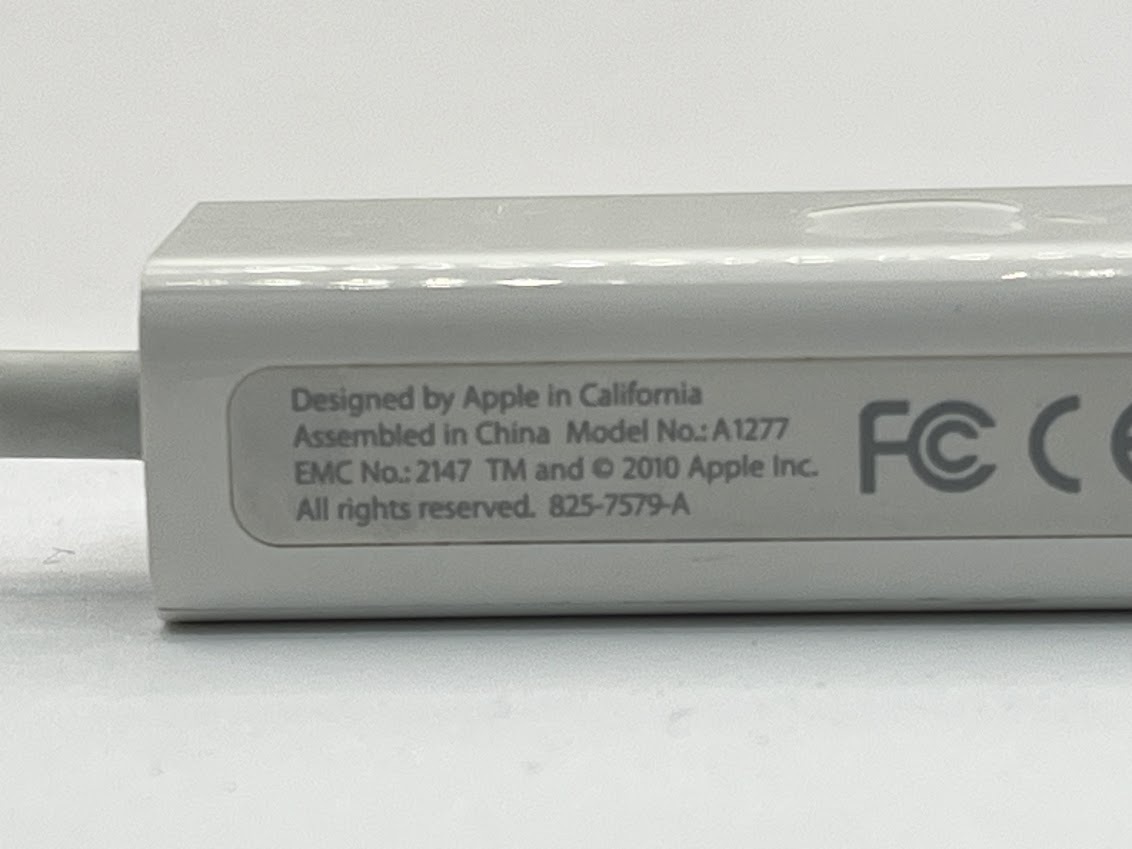 Designed by Apple in California
Assembled in China Model No.: A1277
EMC No.: 2147 TM and © 2010 Apple Inc.
All rights reserved. 825-7579-A
FC CE